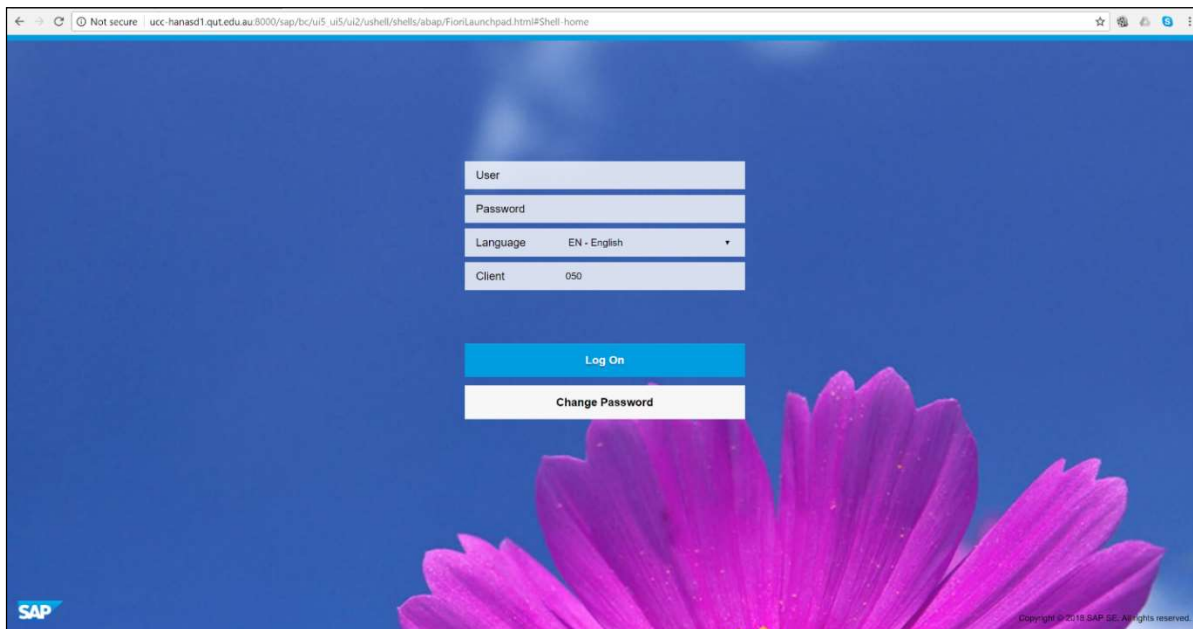 Not secure ucc-hanasd1.qut.edu.au:8000/sap/bc/ui5_ui5/ui2/ushell/shells/abap/FioriLaunchpad.html#Shell-home
User
Password
Language EN - English
Client 050
Log On
Change Password
SAP
Copyright © 2018 SAP SE. All rights reserved.